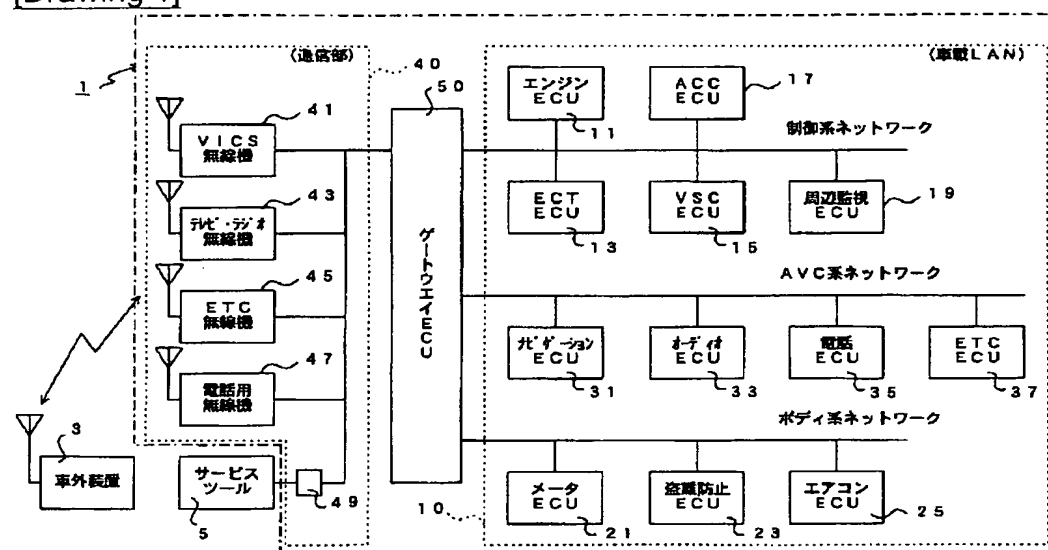 [Drawing 1]
1
(通信部)
40
VICS
無線機
41
テレビ・ラジオ
無線機
43
ETC
無線機
45
電話用
無線機
47
3
車外装置
サービス
ツール
5
49
50
ゲートウエイECU
(車載LAN)
エンジン
ECU
11
ACC
ECU
17
制御系ネットワーク
ECT
ECU
13
VSC
ECU
15
周辺監視
ECU
19
AVC系ネットワーク
ナビゲーション
ECU
31
オーディオ
ECU
33
電話
ECU
35
ETC
ECU
37
ボディ系ネットワーク
10
メータ
ECU
21
盗難防止
ECU
23
エアコン
ECU
25